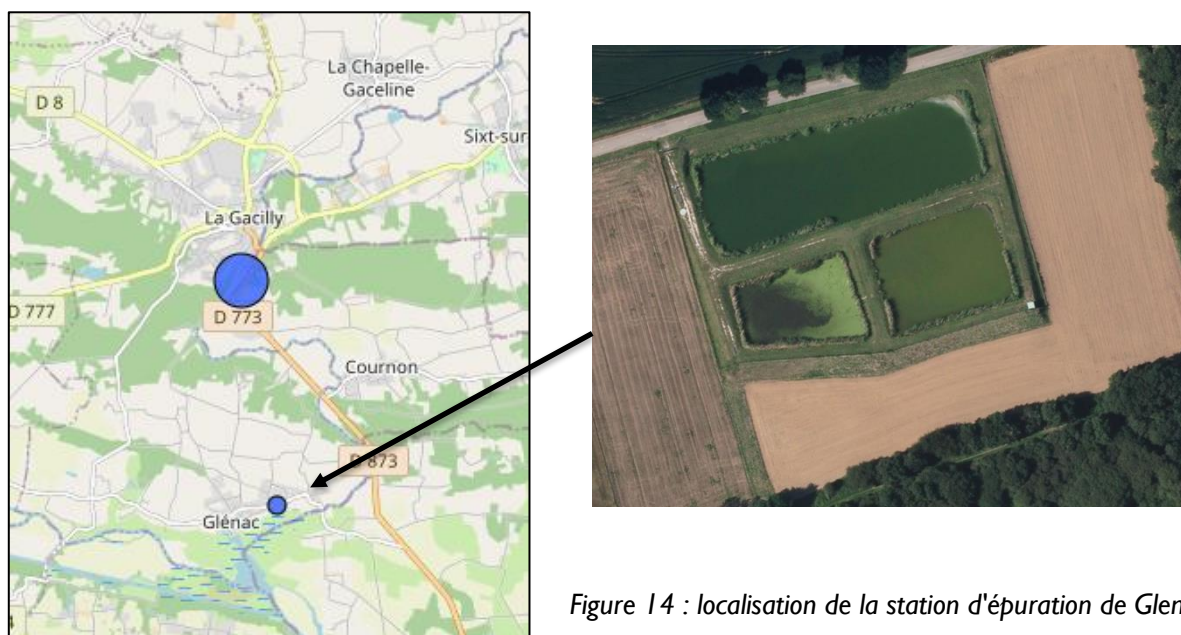 La Chapelle-
Gaceline
D 8
Sixt-sur
La Gacilly
D 777
D 773
Cournon
D 873
Glénac
Figure 14 : localisation de la station d'épuration de Glen